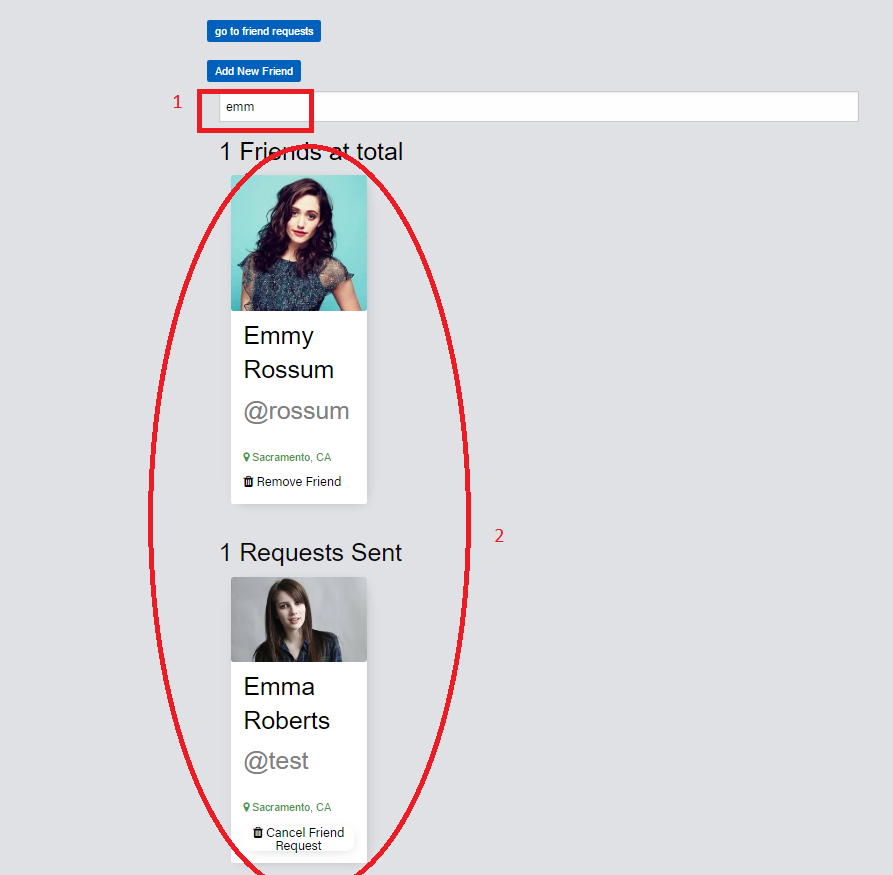 go to friend requests
Add New Friend
1
emm
1 Friends at total
Emmy
Rossum
@rossum
Sacramento, CA
Remove Friend
2
1 Requests Sent
Emma
Roberts
@test
Sacramento, CA
Cancel Friend
Request